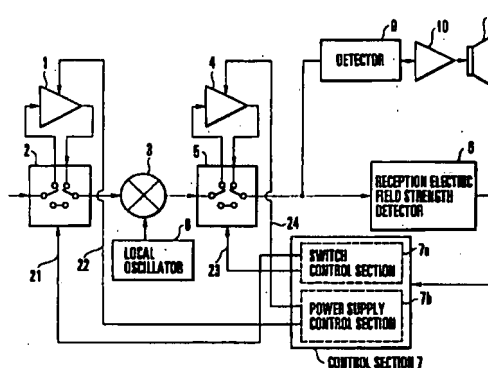 9
10
DETECTOR
1
4
2
3
5
6
RECEPTION ELECTRIC
FIELD STRENGTH
DETECTOR
8
LOCAL
OSCILLATOR
21
22
23
24
7a
SWITCH
CONTROL SECTION
7b
POWER SUPPLY
CONTROL SECTION
CONTROL SECTION 7